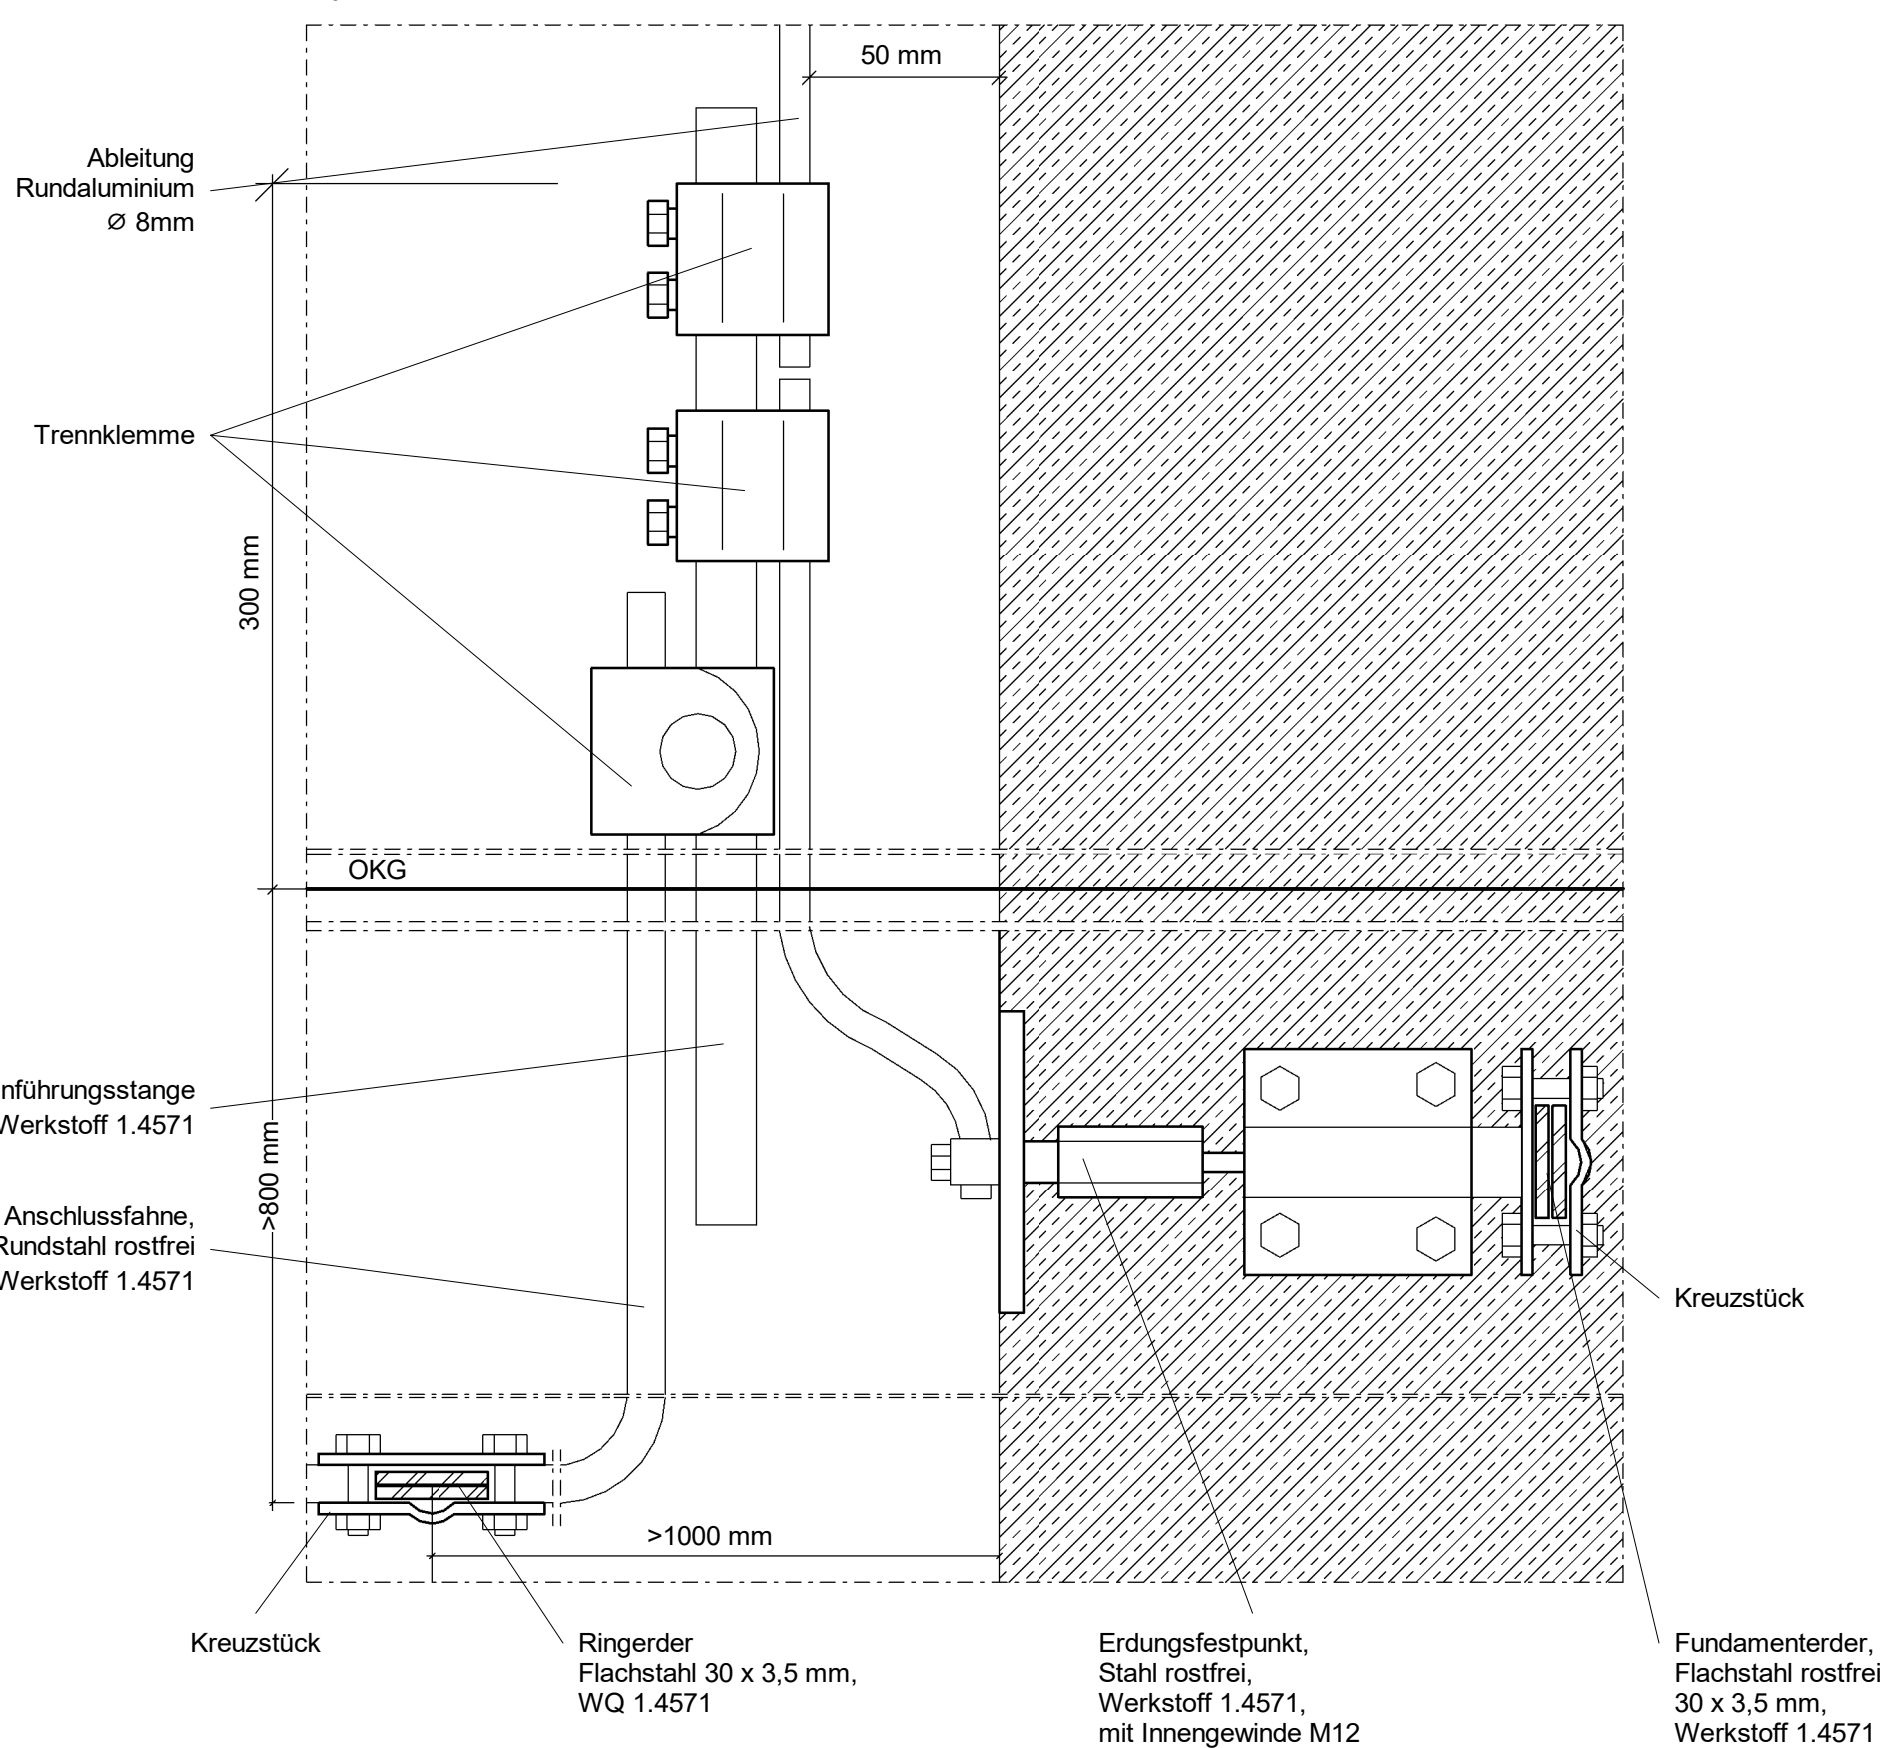 50 mm
Ableitung
Rundaluminium
Ø 8mm
Trennklemme
300 mm
OKG
nführungsstange
Werkstoff 1.4571
>800 mm
Anschlussfahne,
Rundstahl rostfrei
Werkstoff 1.4571
Kreuzstück
>1000 mm
Kreuzstück
Ringerder
Flachstahl 30 x 3,5 mm,
WQ 1.4571
Erdungsfestpunkt,
Stahl rostfrei,
Werkstoff 1.4571,
mit Innengewinde M12
Fundamenterder,
Flachstahl rostfrei
30 x 3,5 mm,
Werkstoff 1.4571